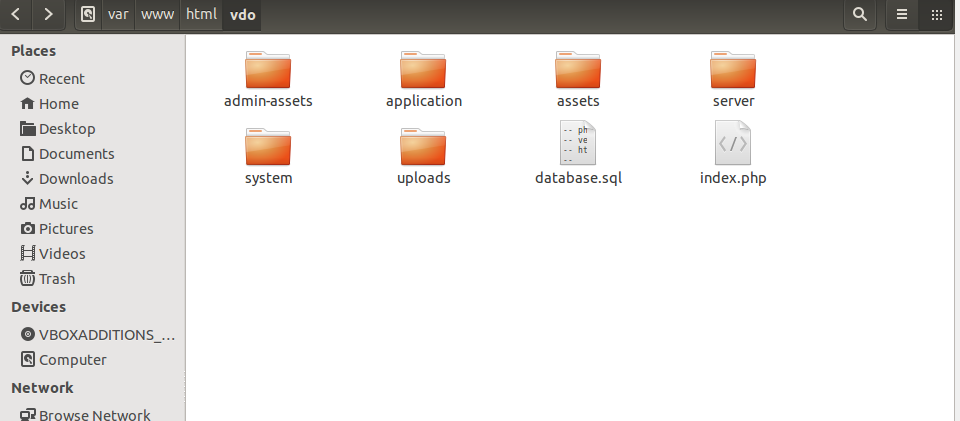 var www html vdo
Places
Recent
Home
Desktop
Documents
Downloads
Music
Pictures
Videos
Trash
Devices
VBOXADDITIONS_...
Computer
Network
Browse Network
admin-assets application assets server
-- ph
-- ve
-- ht
--
system uploads database.sql index.php